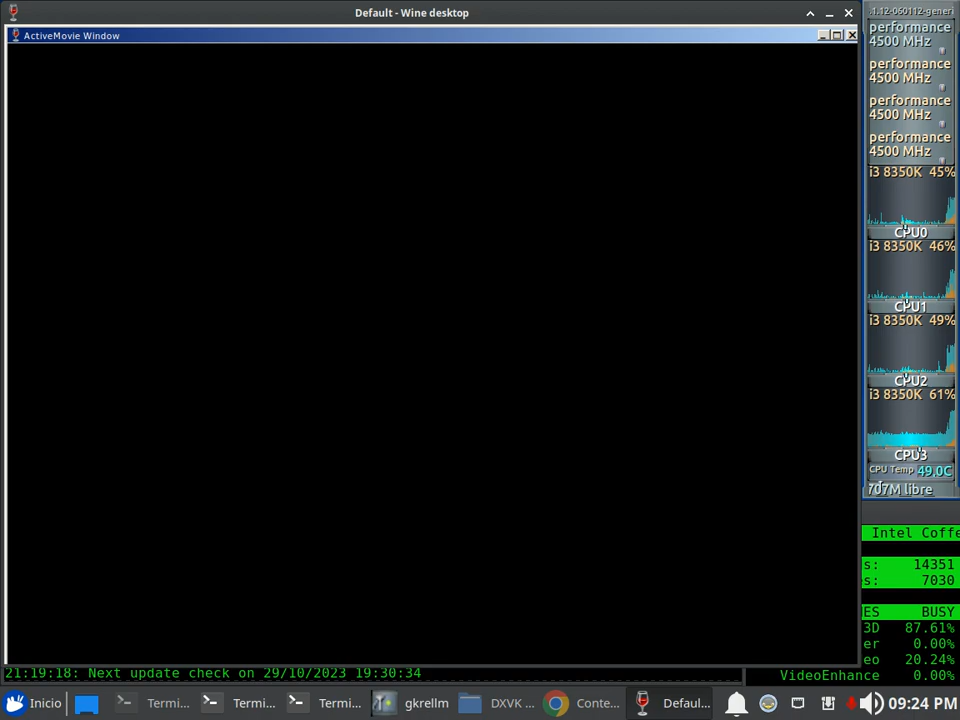 Default - Wine desktop
ActiveMovie Window
.1.12-060112-generi
performance
4500 MHz
performance
4500 MHz
performance
4500 MHz
performance
4500 MHz
i3 8350K 45%
CPU0
i3 8350K 46%
CPU1
i3 8350K 49%
CPU2
i3 8350K 61%
CPU3
CPU Temp 49.0C
707M libre
Intel Coffe
s: 14351
s: 7030
ES BUSY
3D 87.61%
er 0.00%
eo 20.24%
VideoEnhance 0.00%
21:19:18: Next update check on 29/10/2023 19:30:34
Inicio
Termi...
Termi...
Termi...
gkrellm
DXVK ...
Conte...
Defaul...
09:24 PM